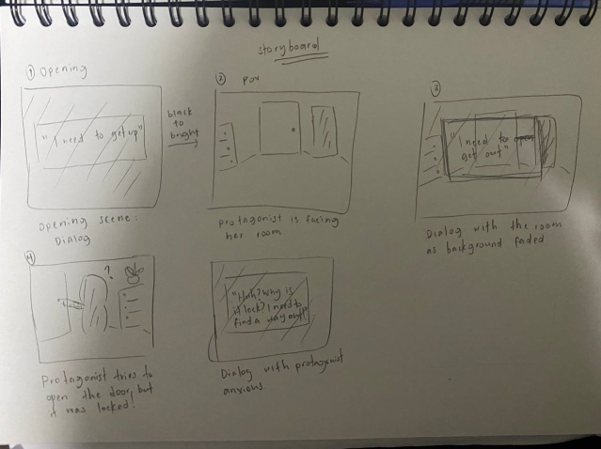 Storyboard
① Opening
"I need to get up"
Opening scene:
Dialog
black
to
bright
② POV
Protagonist is facing
her room
③
"I need to
get out"
Dialog with the room
as background faded
④
?
Protagonist tries to
open the door, but
it was locked!
"Huh? Why is
it lock? I need to
find a way out!"
Dialog with protagonist
anxious